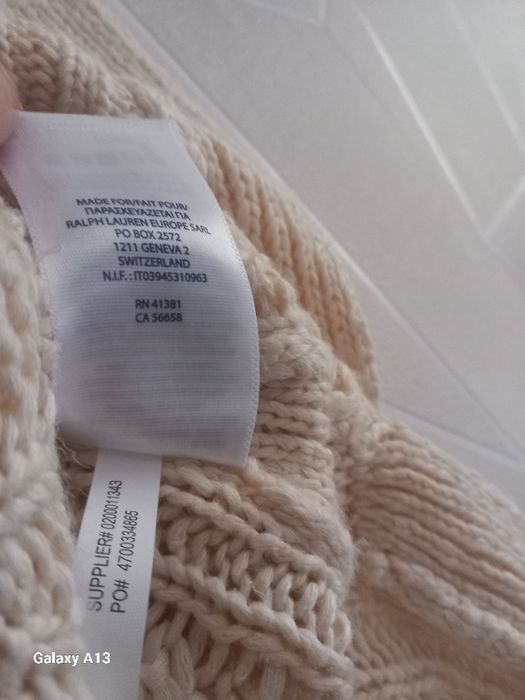 MADE FOR/FAIT POUR/
ΠΑΡΑΣΚΕΥΑΖΕΤΑΙ ΓΙΑ
RALPH LAUREN EUROPE SARL
PO BOX 2572
1211 GENEVA 2
SWITZERLAND
N.I.F. : IT03945310963
RN 41381
CA 56658
SUPPLIER# 0200011343
PO# 4700334865
Galaxy A13